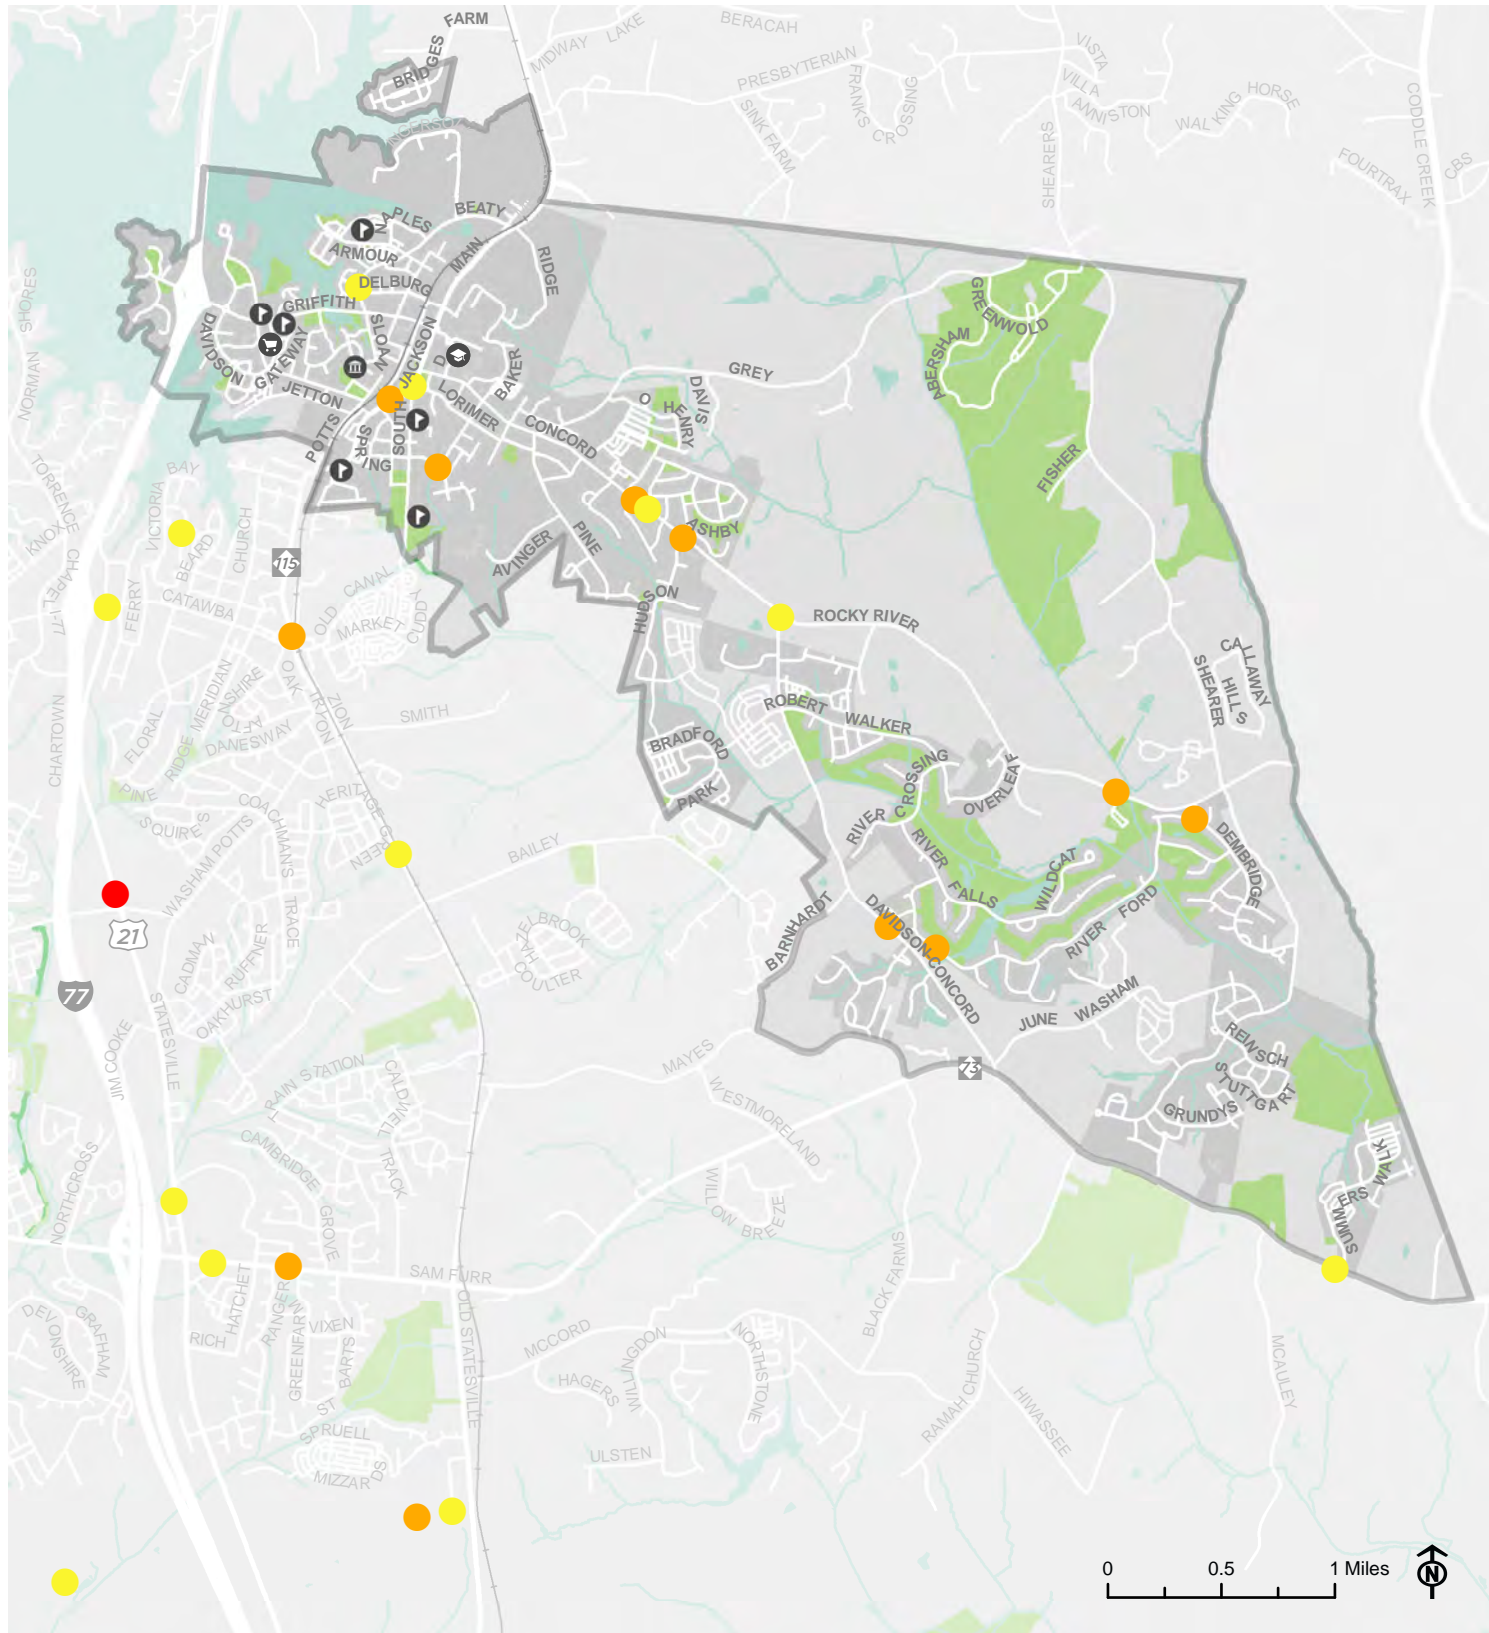 FARM
BERACAH
LAKE
MIDWAY
VISTA
BRIDGES
PRESBYTERIAN
FRANKS CROSSING
VILLA
ANNISTON
WALKING HORSE
CODDLE CREEK
SINK FARM
SHEARERS
FOURTRAX
CBS
NAPLES
BEATY
ARMOUR
MAIN
RIDGE
DELBURG
GRIFFITH
NORMAN SHORES
DAVIDSON
GATEWAY
SLOAN
JACKSON
D
BAKER
GREENWOLD
ABERSHAM
GREY
JETTON
LORIMER
DAVIS
O HENRY
POTTS
SPRING
SOUTH
CONCORD
FISHER
TORRENCE CHAPEL
BAY
VICTORIA
BEARD
CHURCH
KNOX
I-77
PINE
ASHBY
AVINGER
115
OLD CANAL
CUDD
MARKET
FERRY
CATAWBA
HUDSON
ROCKY RIVER
CALLAWAY HILLS
SHEARER
CHARTOWN
OAK
TRYON
ZION
SMITH
FLORAL
RIDGE MERIDIAN
AFTONSHIRE
DANESWAY
ROBERT WALKER
BRADFORD
PARK
PINE
SQUIRES
COACHMANS TRACE
HERITAGE GREEN
WASHAM POTTS
BAILEY
RIVER CROSSING
OVERLEAF
RIVER FALLS
WILDCAT
DEMBRIDGE
RIVER FORD
21
BARNHARDT
DAVIDSON-CONCORD
HAZELBROOK
COULTER
CADMAN
RUFFNER
OAKHURST
77
STATESVILLE
JIM COOKE
JUNE WASHAM
REWSCH
STUTTGART
GRUNDYS
73
MAYES
WESTMORELAND
TRAIN STATION
CALDWELL TRACK
CAMBRIDGE GROVE
NORTHCROSS
WILLOW BREEZE
SUMMERS WALK
BLACK FARMS
SAM FURR
HATCHET
RICH
RANGER
GREENFARM
VIXEN
ST BARTS
SPRUELL
MIZZARDS
OLD STATESVILLE
DEVONSHIRE
GRAFHAM
MCCORD
HAGERS
WILLINGDON
NORTHSTONE
ULSTEN
RAMAH CHURCH
HIWASSEE
MCAULEY
0 0.5 1 Miles
N